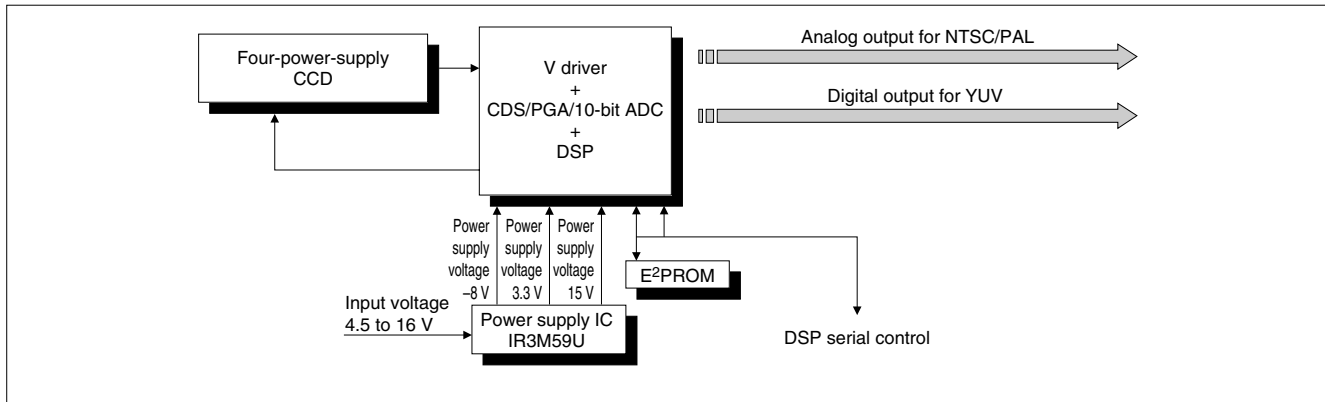 Four-power-supply
CCD
V driver
+
CDS/PGA/10-bit ADC
+
DSP
Analog output for NTSC/PAL
Digital output for YUV
Power
supply
voltage
–8 V
Power
supply
voltage
3.3 V
Power
supply
voltage
15 V
E²PROM
Input voltage
4.5 to 16 V
Power supply IC
IR3M59U
DSP serial control